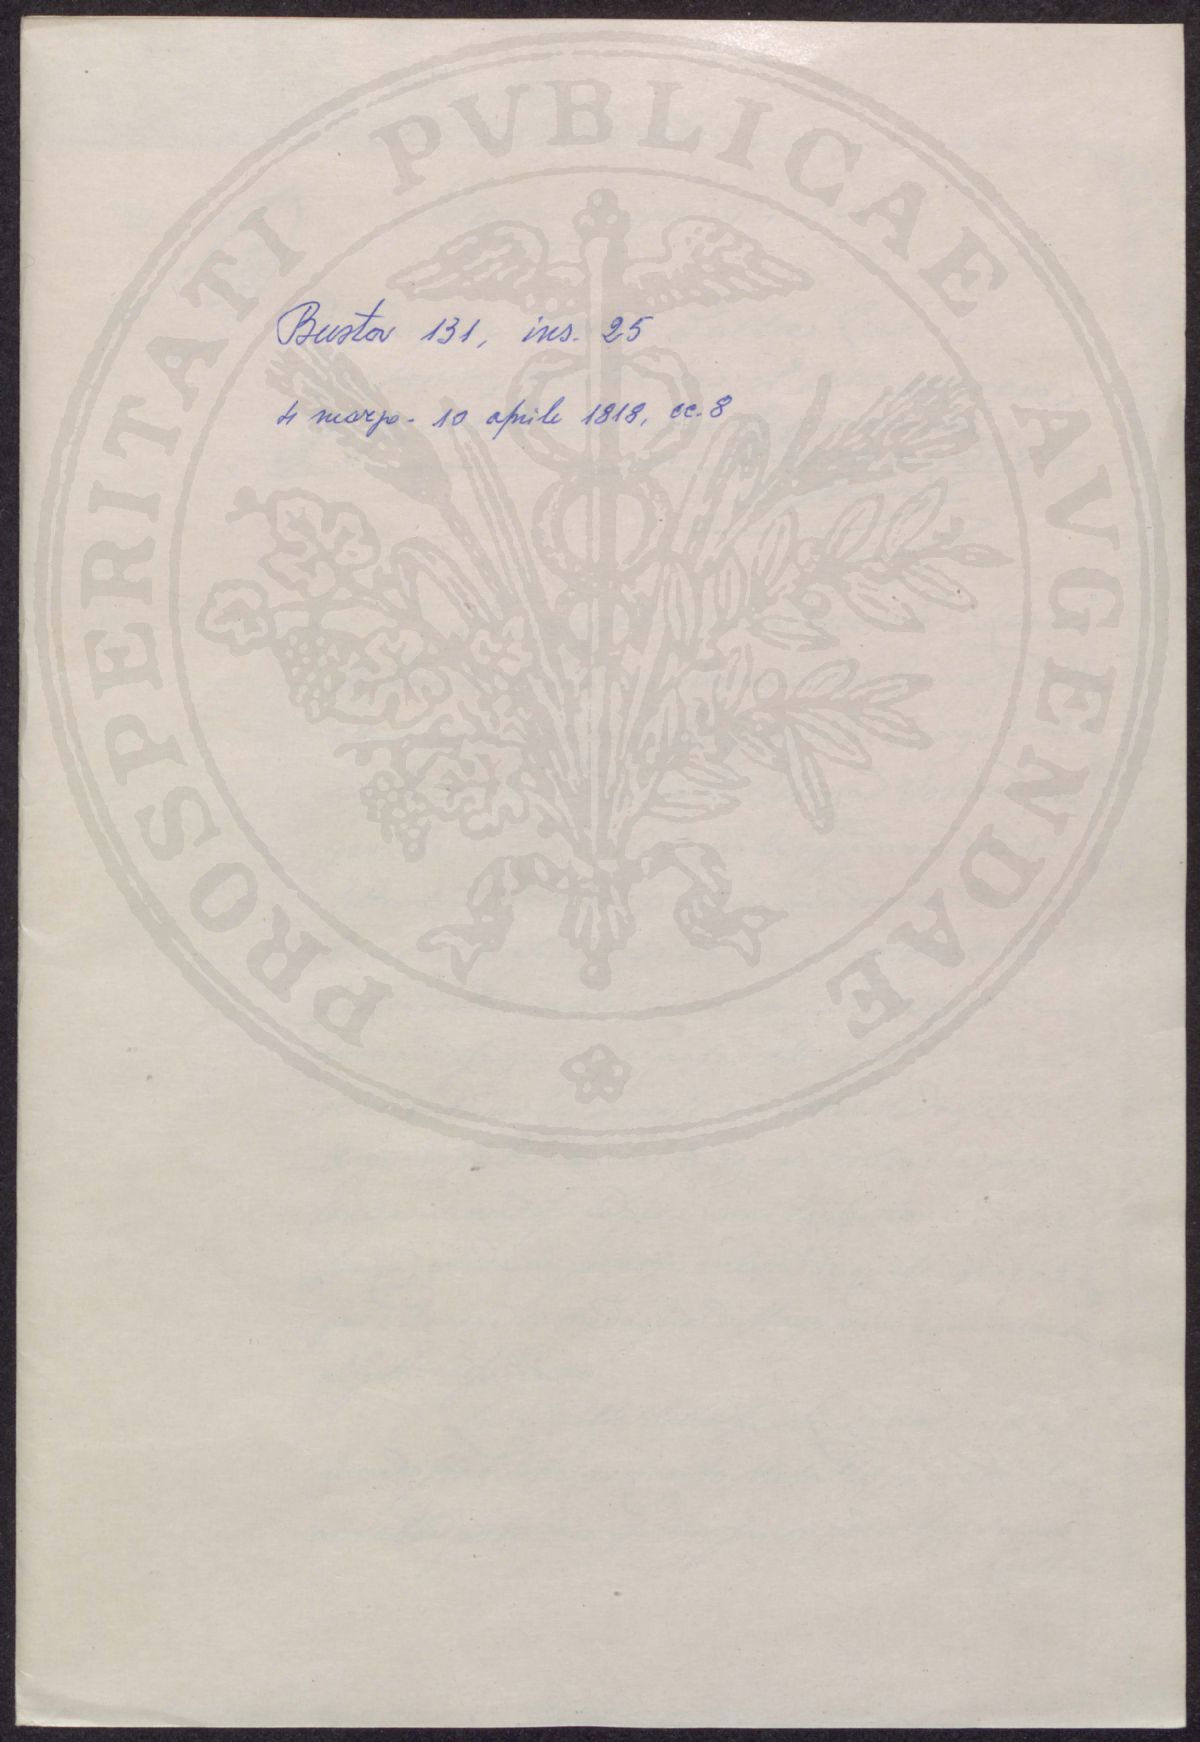 PROSPERITATI PVBLICAE AVGENDAE
Busta 131, ins. 25
4 marzo - 10 aprile 1818, cc. 8